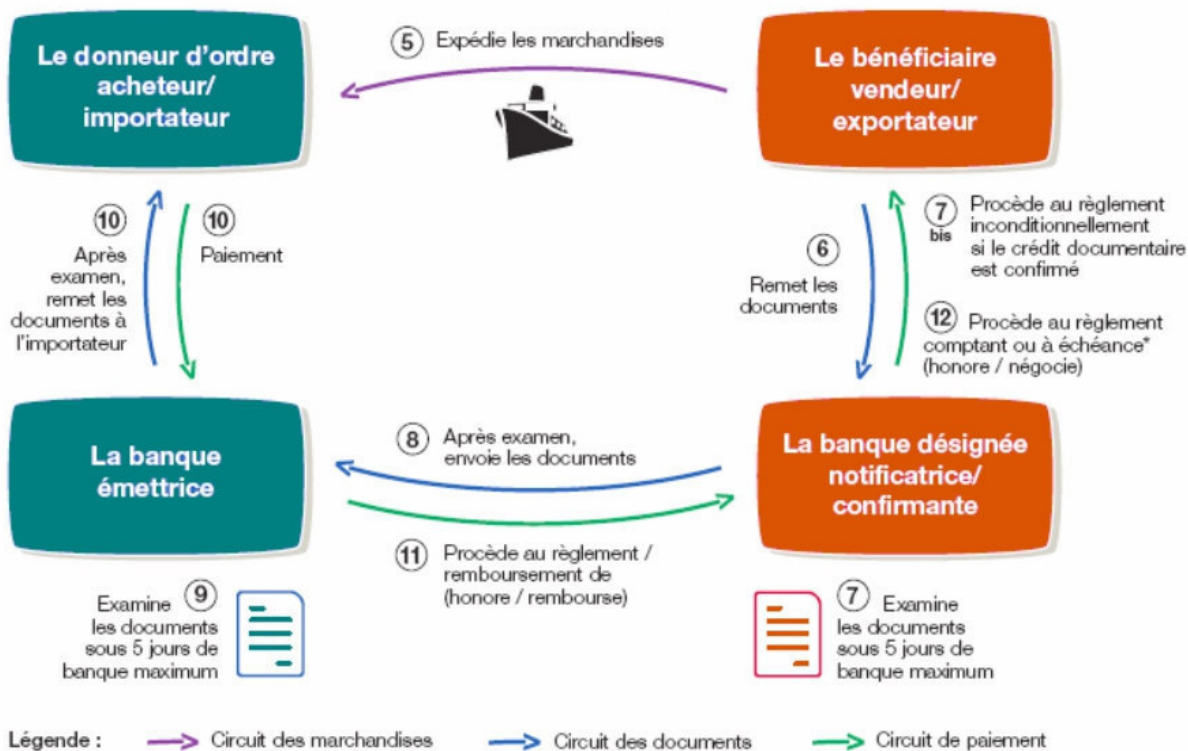 Le donneur d'ordre
acheteur/
importateur
5 Expédie les marchandises
Le bénéficiaire
vendeur/
exportateur
10
Après
examen,
remet les
documents à
l'importateur
10
Paiement
6
Remet les
documents
7
bis
Procède au règlement
inconditionnellement
si le crédit documentaire
est confirmé
12 Procède au règlement
comptant ou à échéance*
(honore / négocie)
La banque
émettrice
8 Après examen,
envoie les documents
11 Procède au règlement /
remboursement de
(honore / rembourse)
La banque désignée
notificatrice/
confirmante
Examine 9
les documents
sous 5 jours de
banque maximum
7 Examine
les documents
sous 5 jours de
banque maximum
Légende : Circuit des marchandises Circuit des documents Circuit de paiement